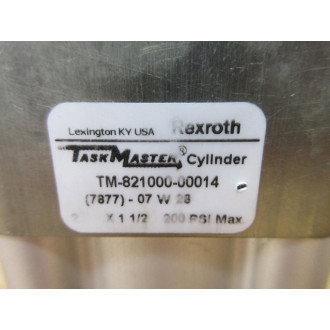 Lexington KY USA Rexroth
TASKMASTER® Cylinder
TM-821000-00014
(7877) - 07 W 28
X 1 1/2 200 PSI Max